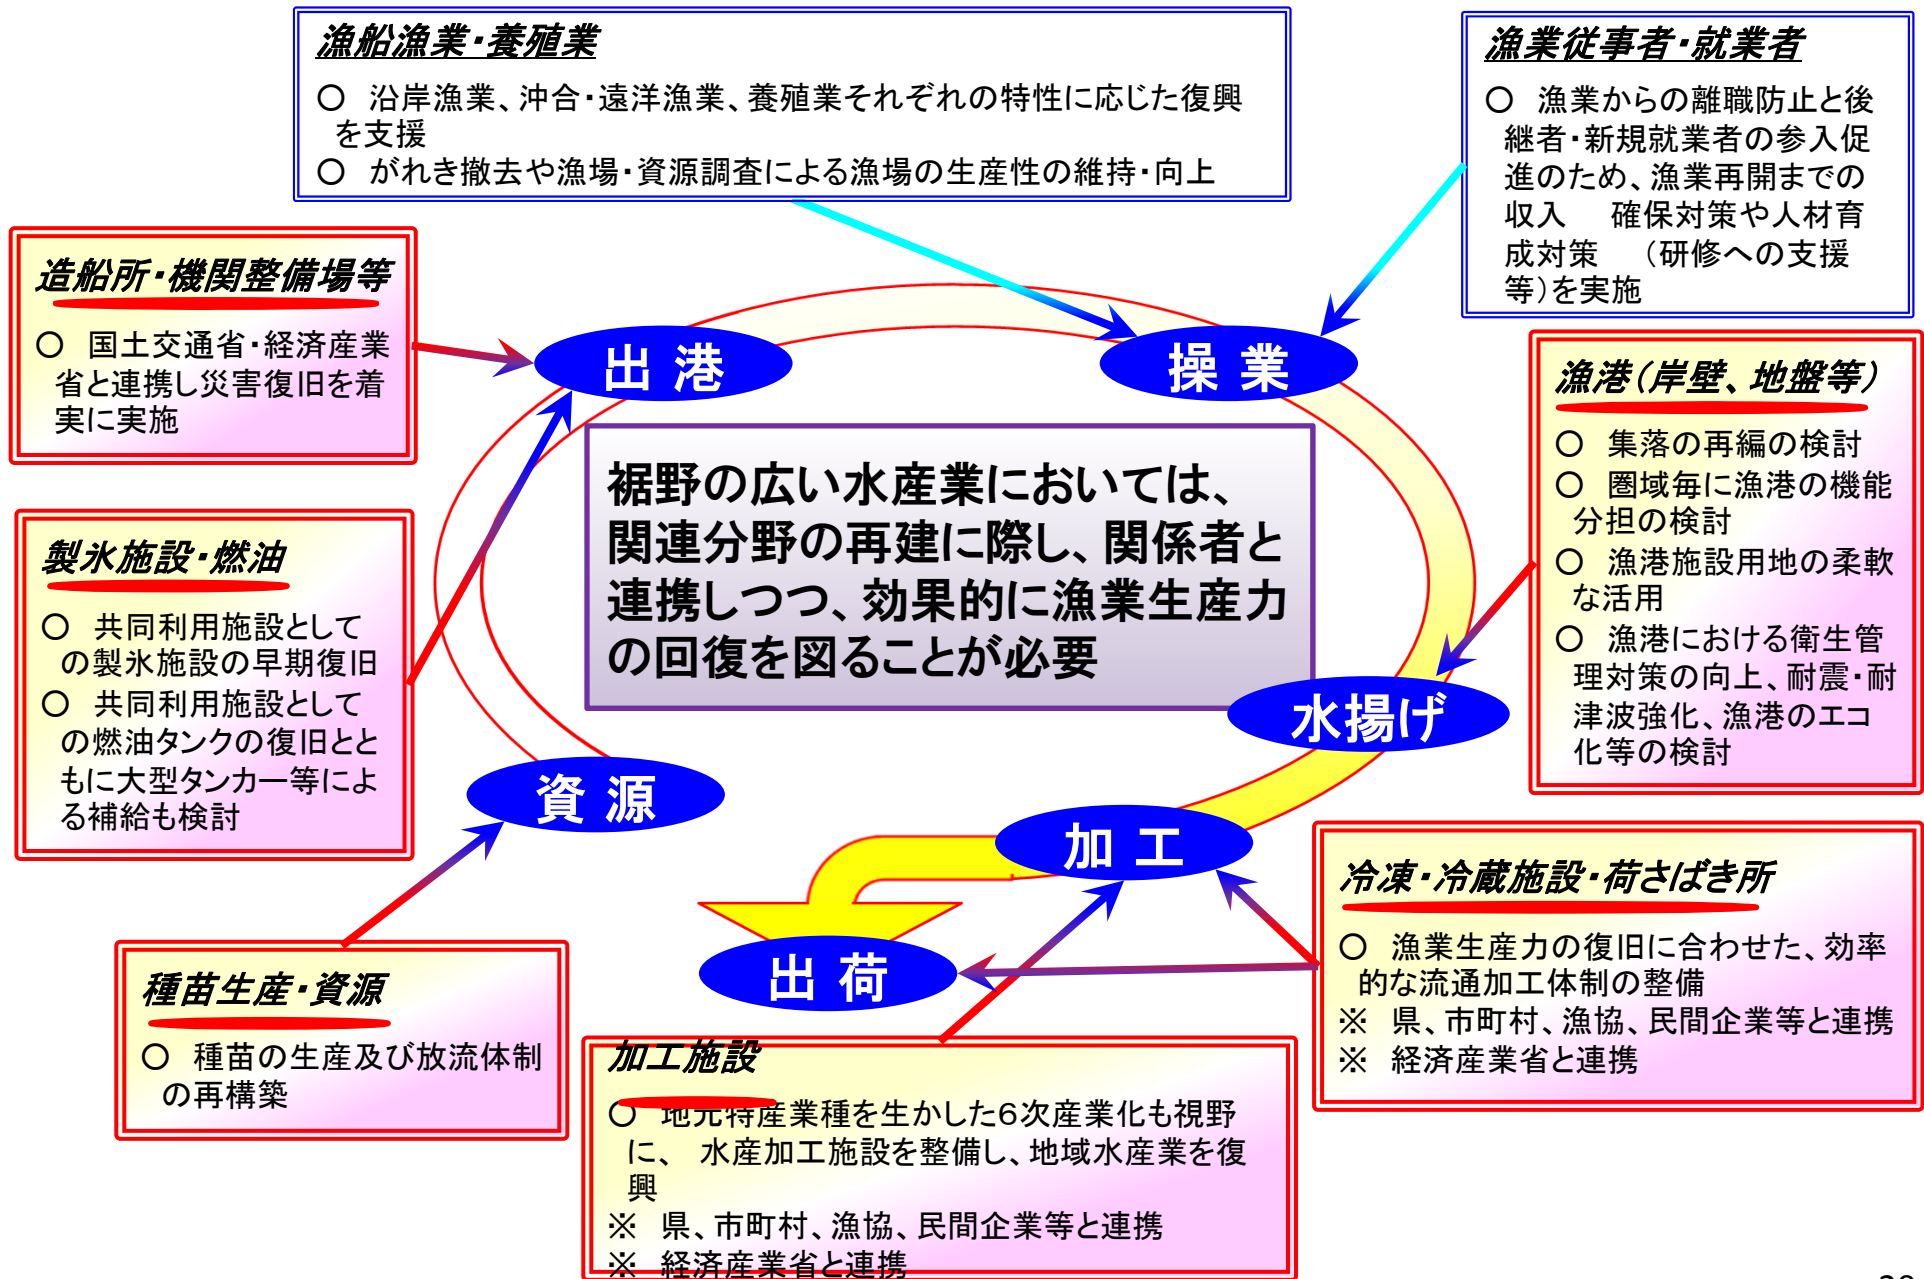 漁船漁業・養殖業
○ 沿岸漁業、沖合・遠洋漁業、養殖業それぞれの特性に応じた復興
を支援
○ がれき撤去や漁場・資源調査による漁場の生産性の維持・向上
漁業従事者・就業者
○ 漁業からの離職防止と後
継者・新規就業者の参入促
進のため、漁業再開までの
収入 確保対策や人材育
成対策 （研修への支援
等）を実施
造船所・機関整備場等
○ 国土交通省・経済産業
省と連携し災害復旧を着
実に実施
出 港
操 業
漁港（岸壁、地盤等）
○ 集落の再編の検討
○ 圏域毎に漁港の機能
分担の検討
○ 漁港施設用地の柔軟
な活用
○ 漁港における衛生管
理対策の向上、耐震・耐
津波強化、漁港のエコ
化等の検討
裾野の広い水産業においては、
関連分野の再建に際し、関係者と
連携しつつ、効果的に漁業生産力
の回復を図ることが必要
製氷施設・燃油
○ 共同利用施設として
の製氷施設の早期復旧
○ 共同利用施設として
の燃油タンクの復旧とと
もに大型タンカー等によ
る補給も検討
水揚げ
資 源
加 工
出 荷
冷凍・冷蔵施設・荷さばき所
○ 漁業生産力の復旧に合わせた、効率
的な流通加工体制の整備
※ 県、市町村、漁協、民間企業等と連携
※ 経済産業省と連携
種苗生産・資源
○ 種苗の生産及び放流体制
の再構築
加工施設
○ 地元特産業種を生かした６次産業化も視野
に、 水産加工施設を整備し、地域水産業を復
興
※ 県、市町村、漁協、民間企業等と連携
※ 経済産業省と連携